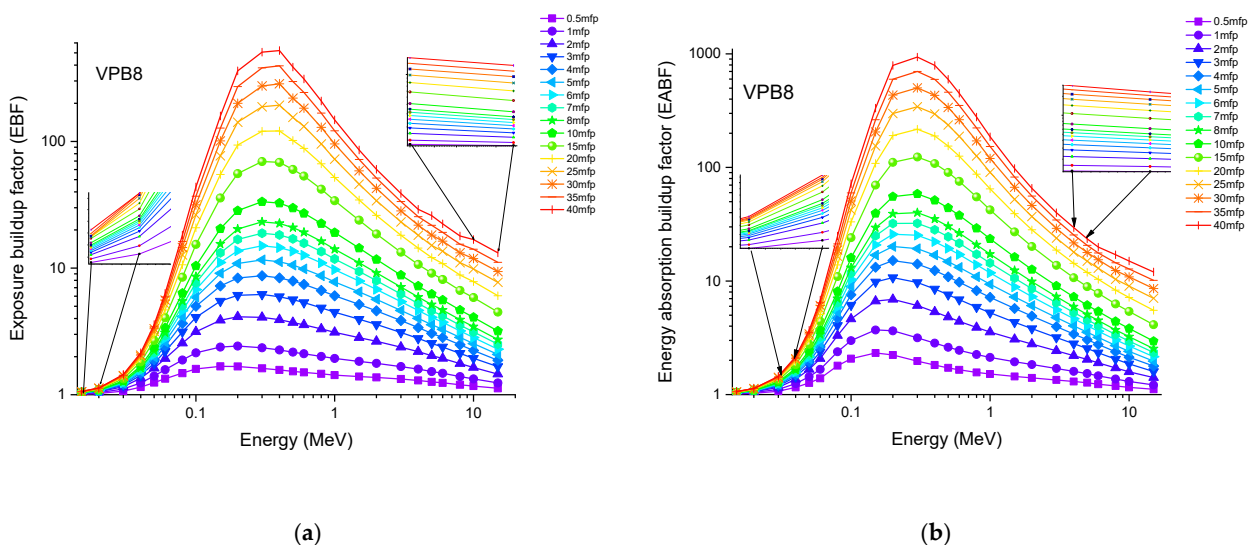 VPB8
Exposure buildup factor (EBF)
100
10
1
0.1
1
10
Energy (MeV)
0.5mfp
1mfp
2mfp
3mfp
4mfp
5mfp
6mfp
7mfp
8mfp
10mfp
15mfp
20mfp
25mfp
30mfp
35mfp
40mfp
(a)
VPB8
Energy absorption buildup factor (EABF)
1000
100
10
1
0.1
1
10
Energy (MeV)
0.5mfp
1mfp
2mfp
3mfp
4mfp
5mfp
6mfp
7mfp
8mfp
10mfp
15mfp
20mfp
25mfp
30mfp
35mfp
40mfp
(b)